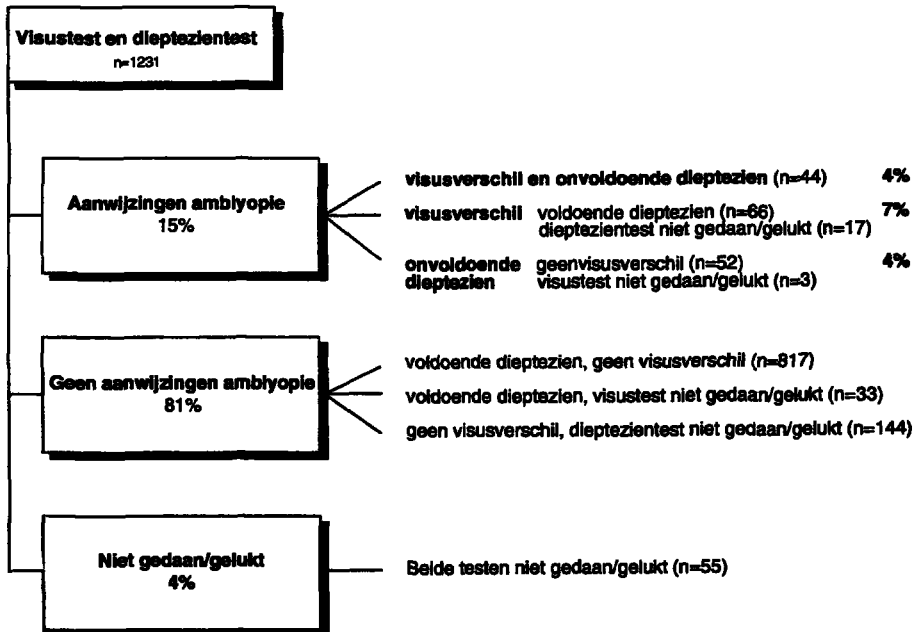 Visustest en dieptezientest
n=1231
Aanwijzingen amblyopie
15%
visusverschil en onvoldoende dieptezien (n=44) 4%
visusverschil voldoende dieptezien (n=66) 7%
dieptezientest niet gedaan/gelukt (n=17)
onvoldoende geenvisusverschil (n=52) 4%
dieptezien visustest niet gedaan/gelukt (n=3)
Geen aanwijzingen amblyopie
81%
voldoende dieptezien, geen visusverschil (n=817)
voldoende dieptezien, visustest niet gedaan/gelukt (n=33)
geen visusverschil, dieptezientest niet gedaan/gelukt (n=144)
Niet gedaan/gelukt
4%
Beide testen niet gedaan/gelukt (n=55)